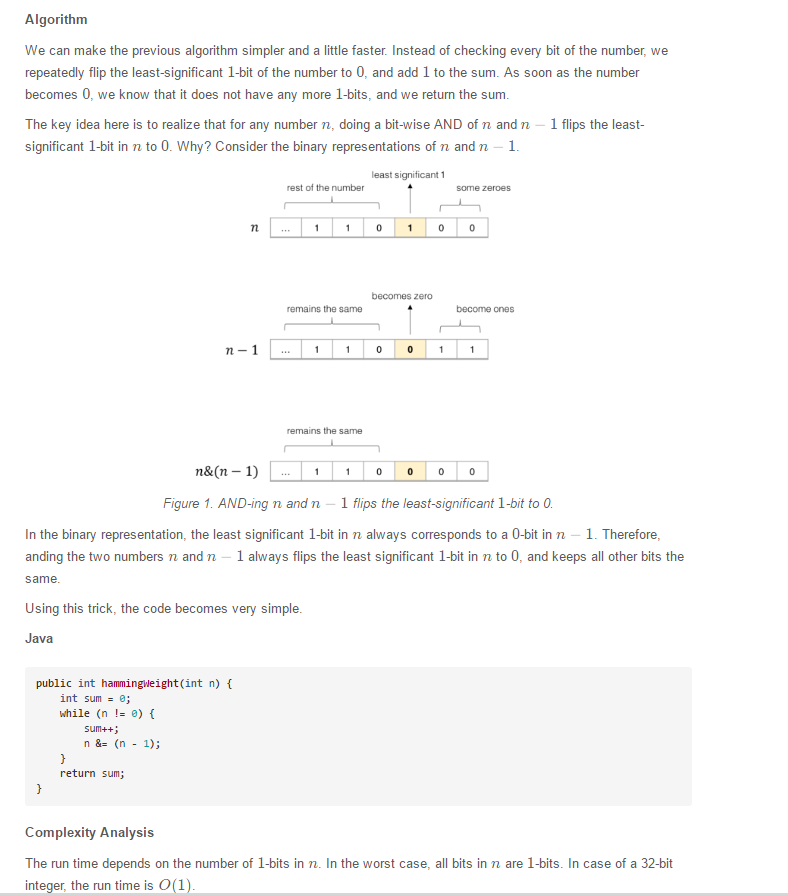 Algorithm
We can make the previous algorithm simpler and a little faster. Instead of checking every bit of the number, we
repeatedly flip the least-significant 1-bit of the number to 0, and add 1 to the sum. As soon as the number
becomes 0, we know that it does not have any more 1-bits, and we return the sum.
The key idea here is to realize that for any number n, doing a bit-wise AND of n and n − 1 flips the least-
significant 1-bit in n to 0. Why? Consider the binary representations of n and n − 1.
least significant 1
rest of the number some zeroes
n ... 1 1 0 1 0 0
becomes zero
remains the same become ones
n − 1 ... 1 1 0 0 1 1
remains the same
n&(n − 1) ... 1 1 0 0 0 0
Figure 1. AND-ing n and n − 1 flips the least-significant 1-bit to 0.
In the binary representation, the least significant 1-bit in n always corresponds to a 0-bit in n − 1. Therefore,
anding the two numbers n and n − 1 always flips the least significant 1-bit in n to 0, and keeps all other bits the
same.
Using this trick, the code becomes very simple.
Java
public int hammingWeight(int n) {
    int sum = 0;
    while (n != 0) {
        sum++;
        n &= (n - 1);
    }
    return sum;
}
Complexity Analysis
The run time depends on the number of 1-bits in n. In the worst case, all bits in n are 1-bits. In case of a 32-bit
integer, the run time is O(1).